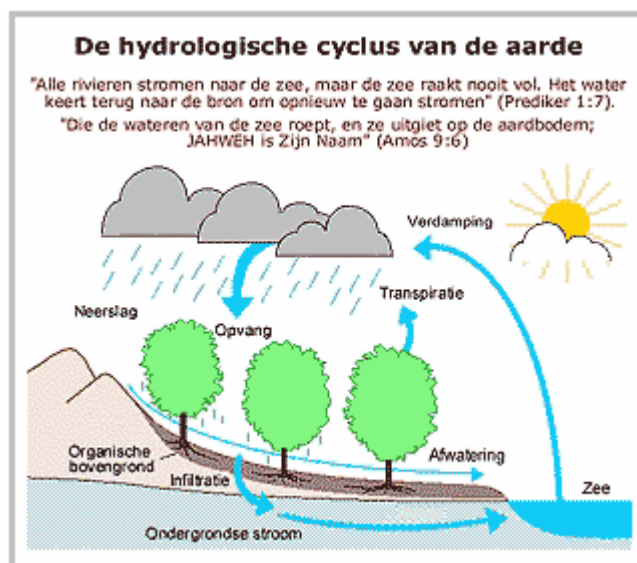 De hydrologische cyclus van de aarde
"Alle rivieren stromen naar de zee, maar de zee raakt nooit vol. Het water
keert terug naar de bron om opnieuw te gaan stromen" (Prediker 1:7).
"Die de wateren van de zee roept, en ze uitgiet op de aardbodem;
JAHWEH is Zijn Naam" (Amos 9:6)
Verdamping
Transpiratie
Neerslag
Opvang
Organische
bovengrond
Infiltratie
Afwatering
Zee
Ondergrondse stroom